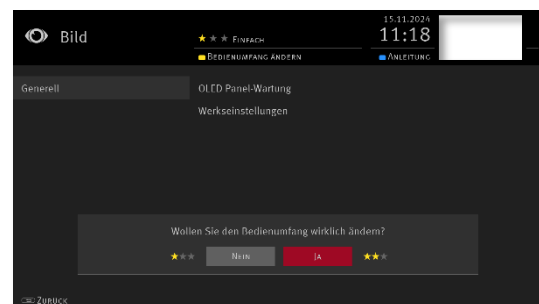 15.11.2024
Bild
★ ★ ★ EINFACH
11:18
BEDIENUMFANG ÄNDERN
ANLEITUNG
Generell
OLED Panel-Wartung
Werkseinstellungen
Wollen Sie den Bedienumfang wirklich ändern?
★★★ NEIN JA ★★★
ZURÜCK